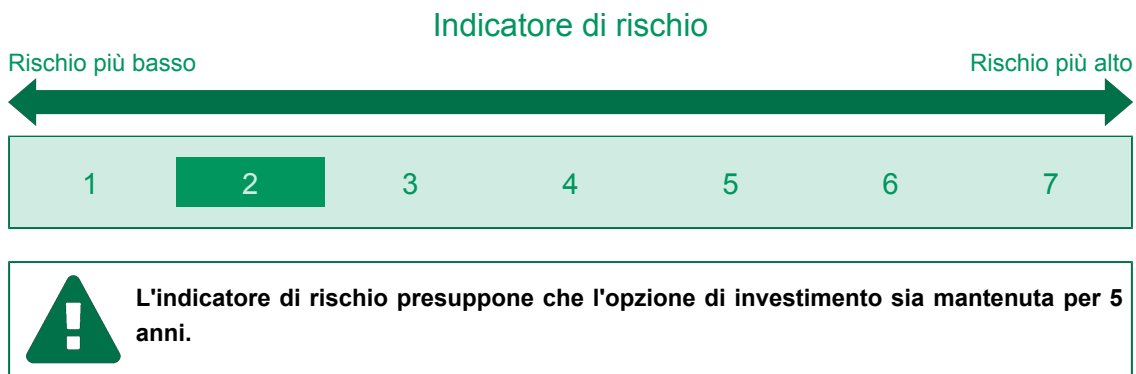 Indicatore di rischio
Rischio più basso
Rischio più alto
1 2 3 4 5 6 7
L'indicatore di rischio presuppone che l'opzione di investimento sia mantenuta per 5
anni.